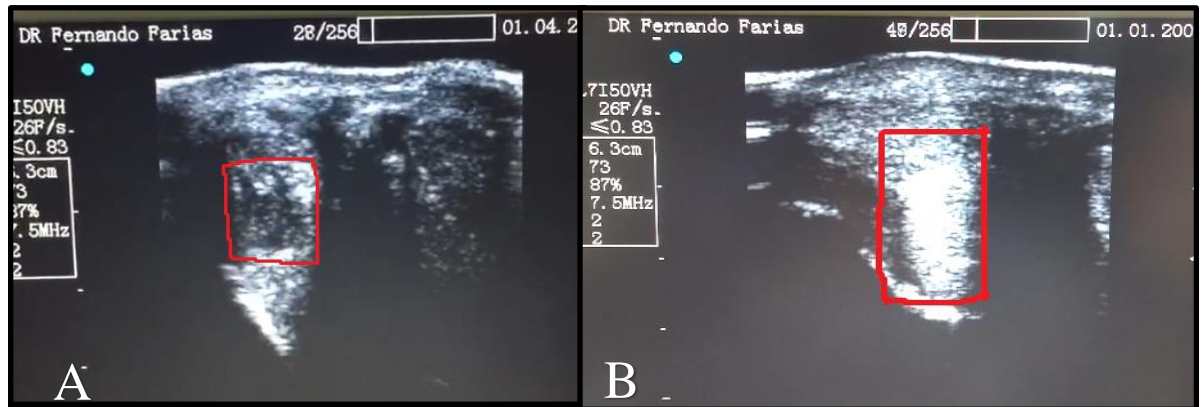 DR Fernando Farias 28/256 01.04.2
I50VH
26F/s.
≤0.83
.3cm
73
87%
7.5MHz
2
2
A
DR Fernando Farias 48/256 01.01.200
.7I50VH
26F/s.
≤0.83
6.3cm
73
87%
7.5MHz
2
2
B